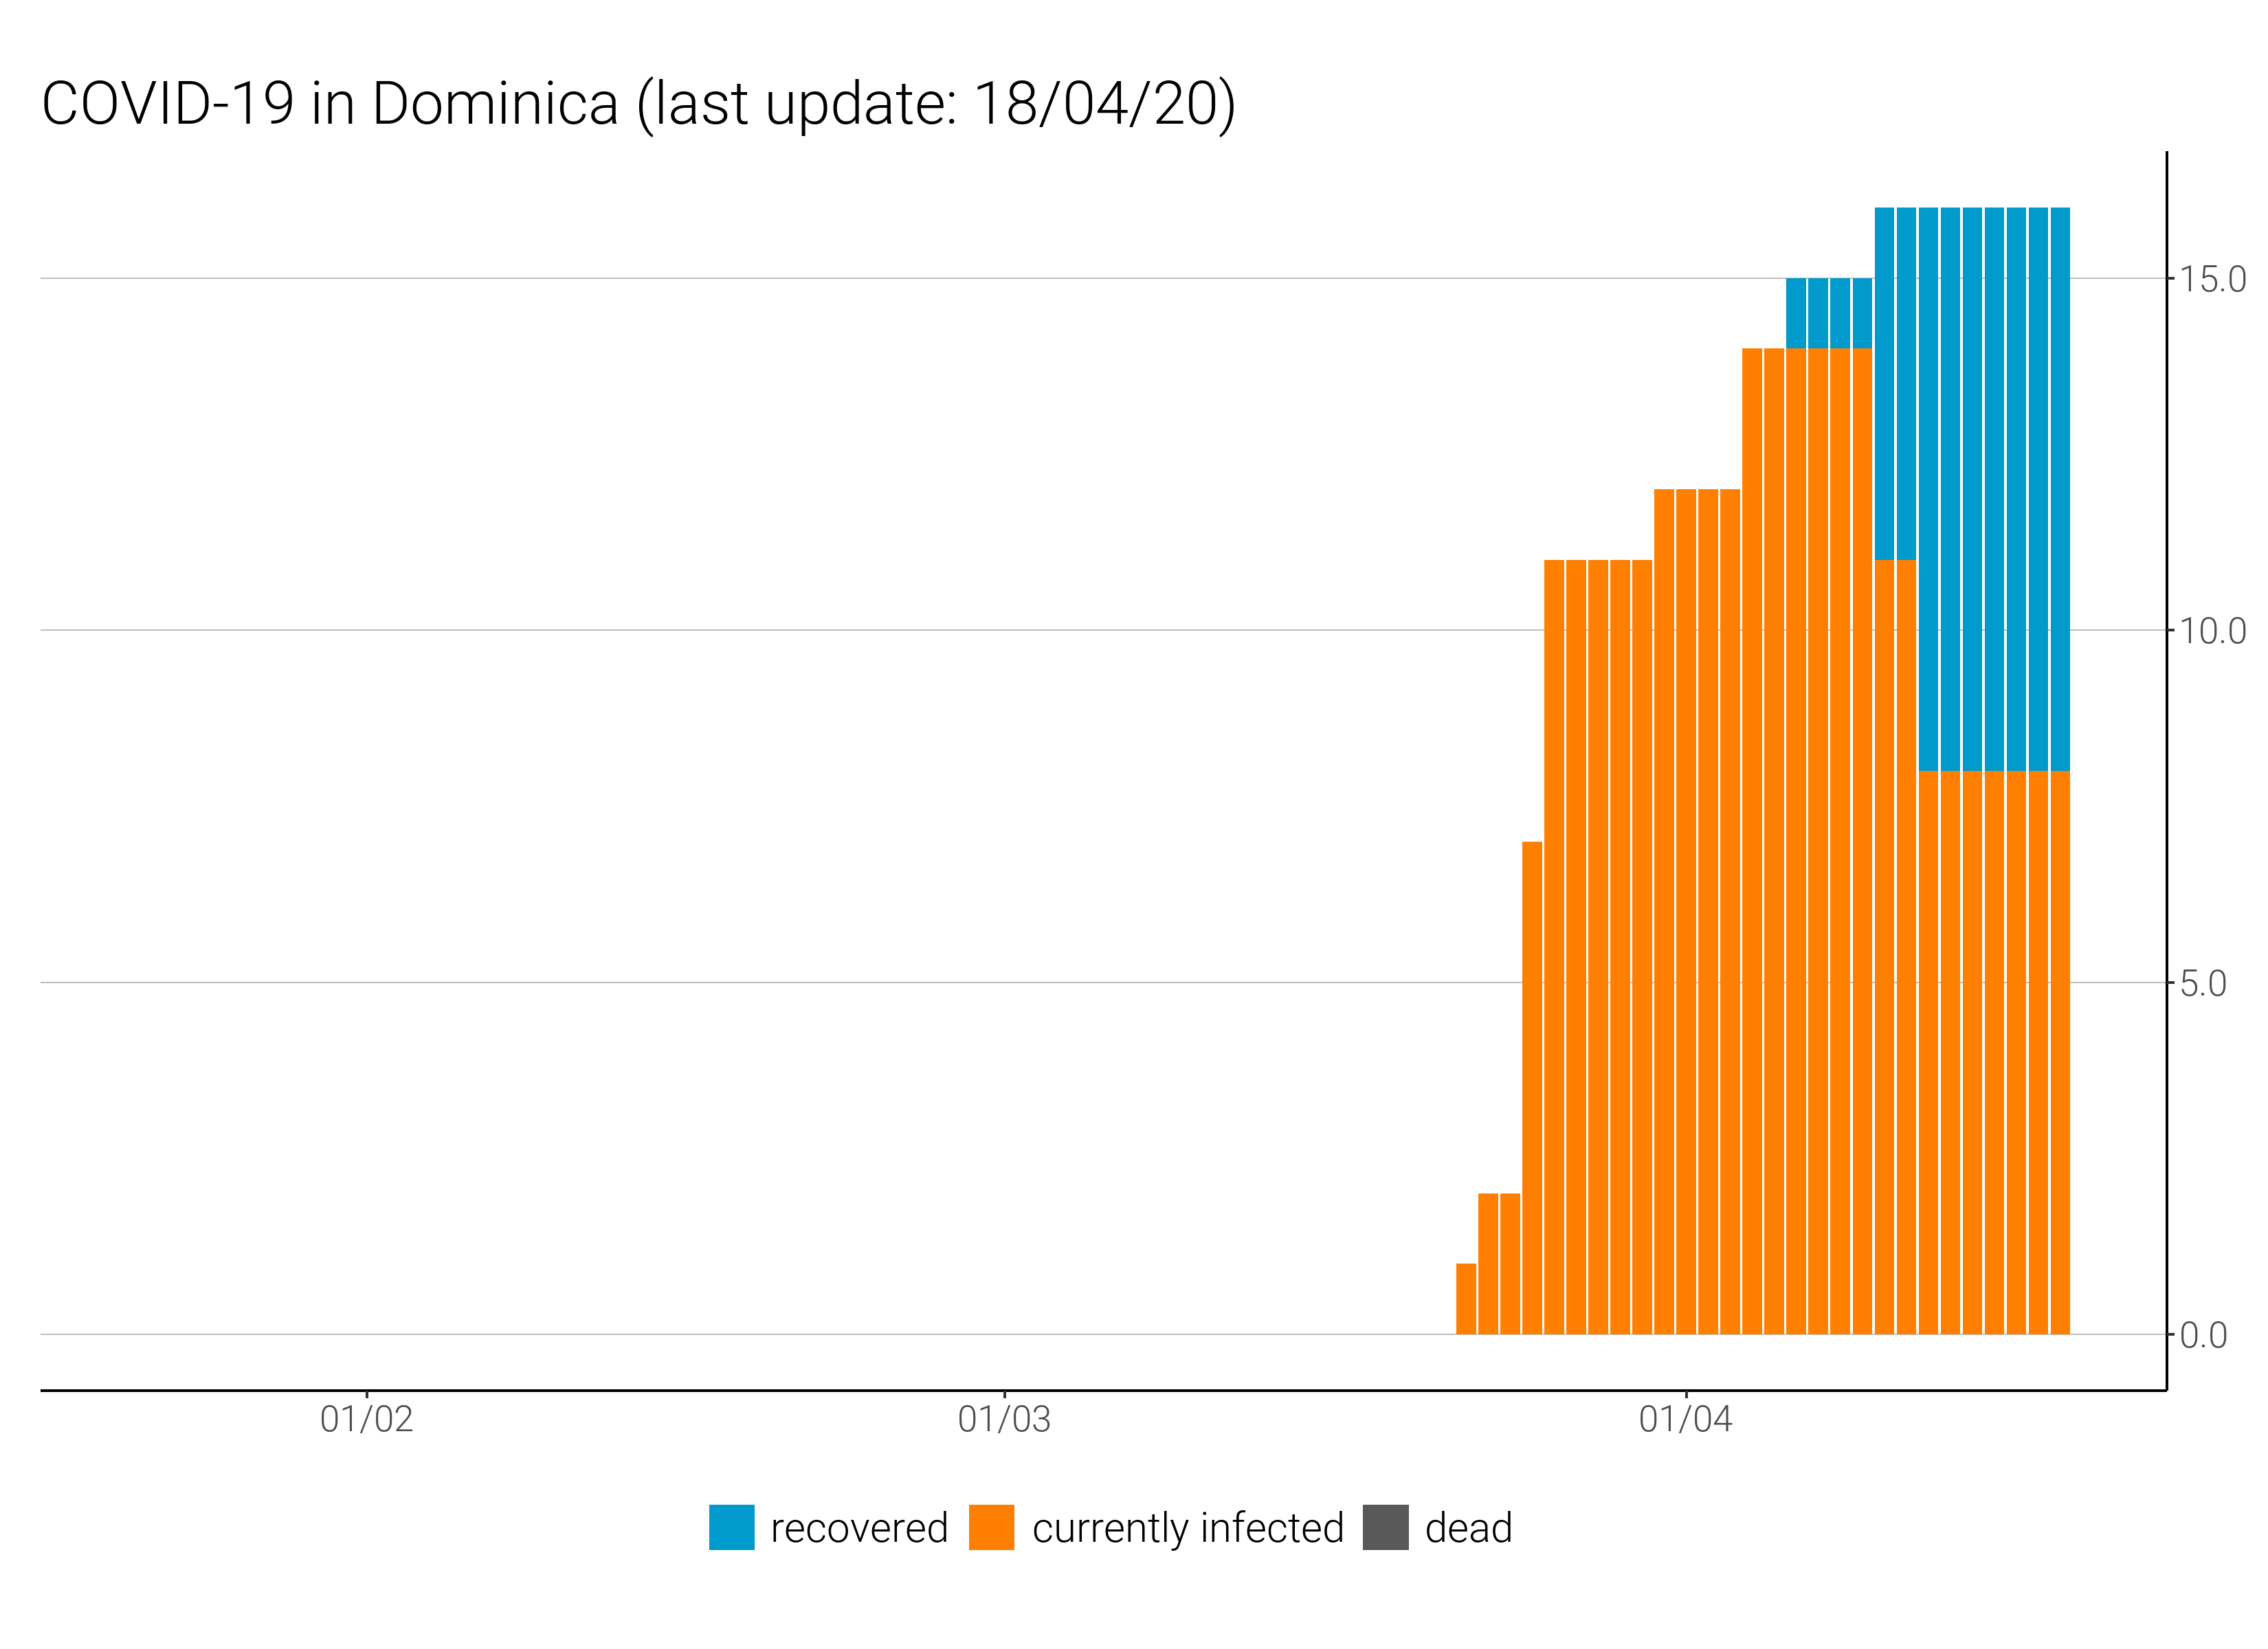 COVID-19 in Dominica (last update: 18/04/20)
15.0
10.0
5.0
0.0
01/02 01/03 01/04
recovered currently infected dead